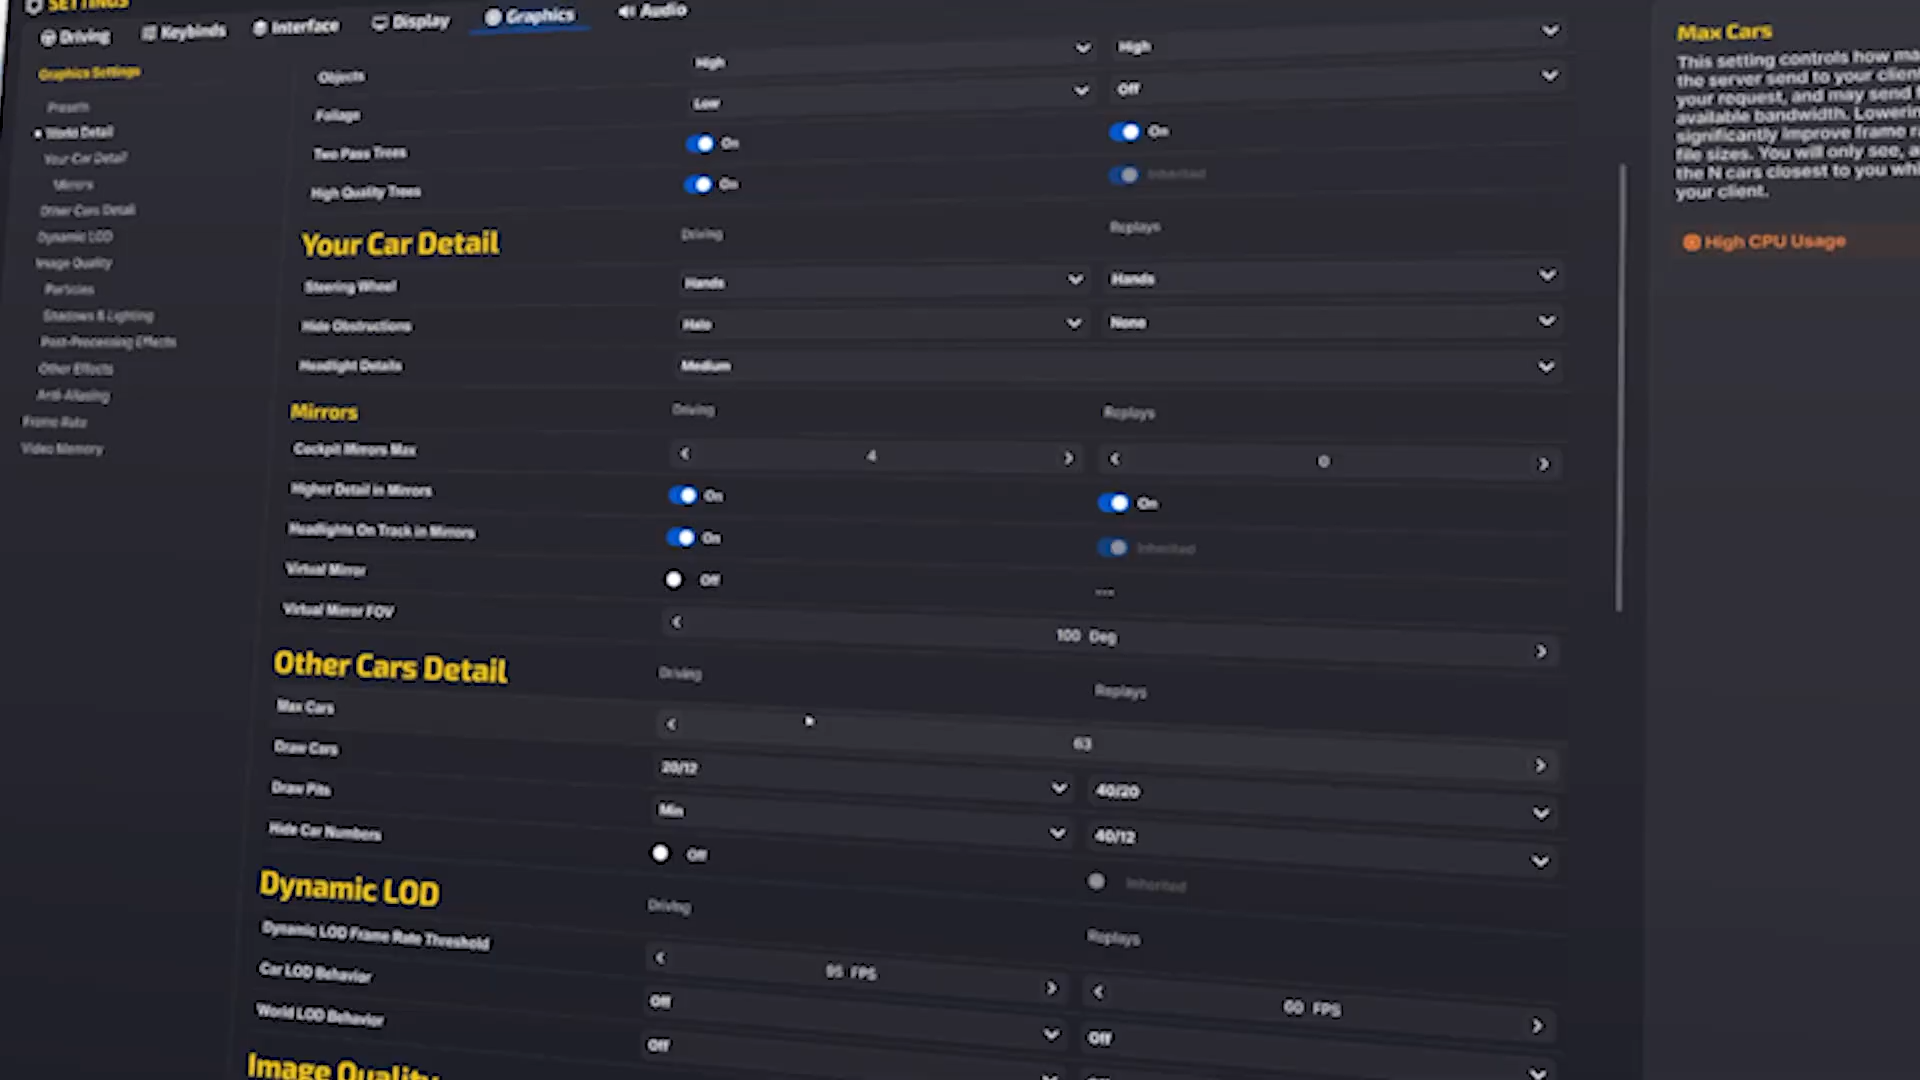 SETTINGS
Driving Keybinds Interface Display Graphics Audio
Graphics Settings
Presets
World Detail
Your Car Detail
Mirrors
Other Cars Detail
Dynamic LOD
Image Quality
Particles
Shadows & Lighting
Post-Processing Effects
Other Effects
Anti-Aliasing
Frame Rate
Video Memory
Objects High High
Foliage Low Off
Two Pass Trees On On
High Quality Trees On Inherited
Your Car Detail Driving Replays
Steering Wheel Hands Hands
Hide Obstructions Halo None
Headlight Details Medium
Mirrors Driving Replays
Cockpit Mirrors Max 4 0
Higher Detail in Mirrors On On
Headlights On Track in Mirrors On Inherited
Virtual Mirror Off ---
Virtual Mirror FOV 100 Deg
Other Cars Detail Driving Replays
Max Cars 63
Draw Cars 20/12 40/20
Draw Pits Min 40/12
Hide Car Numbers Off Inherited
Dynamic LOD Driving Replays
Dynamic LOD Frame Rate Threshold 95 FPS 60 FPS
Car LOD Behavior Off Off
World LOD Behavior Off
Image Quality
Max Cars
This setting controls how ma
the server send to your client
your request, and may send
available bandwidth. Lowerin
significantly improve frame ra
file sizes. You will only see, a
the N cars closest to you whi
your client.
High CPU Usage